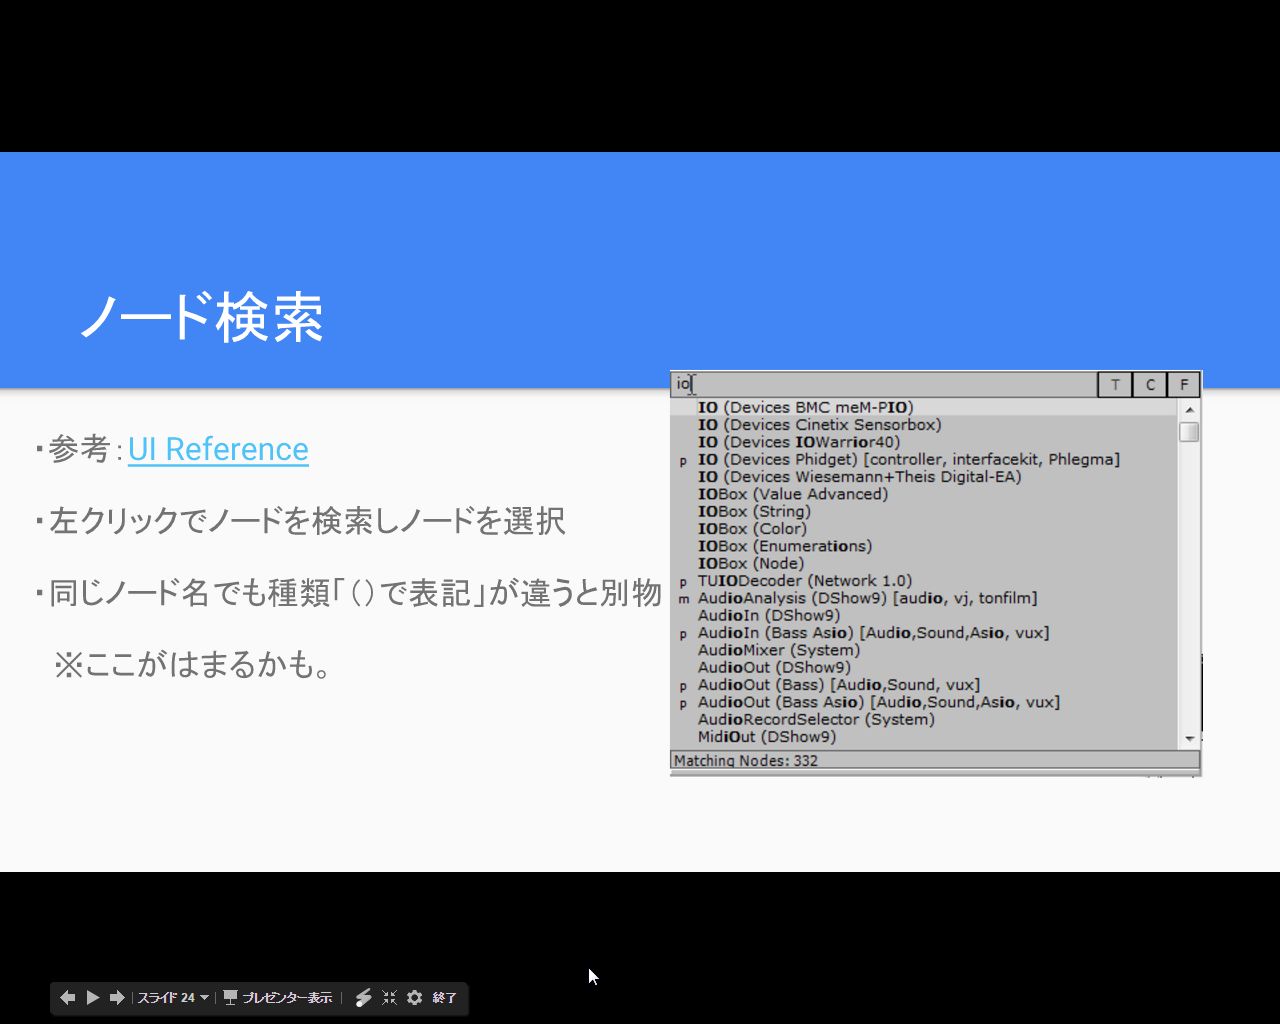 ノード検索
・参考：UI Reference
・左クリックでノードを検索しノードを選択
・同じノード名でも種類「（）で表記」が違うと別物
※ここがはまるかも。
io
T C F
IO (Devices BMC meM-PIO)
IO (Devices Cinetix Sensorbox)
IO (Devices IOWarrior40)
p IO (Devices Phidget) [controller, interfacekit, Phlegma]
IO (Devices Wiesemann+Theis Digital-EA)
IOBox (Value Advanced)
IOBox (String)
IOBox (Color)
IOBox (Enumerations)
IOBox (Node)
p TUIODecoder (Network 1.0)
m AudioAnalysis (DShow9) [audio, vj, tonfilm]
AudioIn (DShow9)
p AudioIn (Bass Asio) [Audio,Sound,Asio, vux]
AudioMixer (System)
AudioOut (DShow9)
p AudioOut (Bass) [Audio,Sound, vux]
p AudioOut (Bass Asio) [Audio,Sound,Asio, vux]
AudioRecordSelector (System)
MidiOut (DShow9)
Matching Nodes: 332
スライド 24 プレゼンター表示 終了